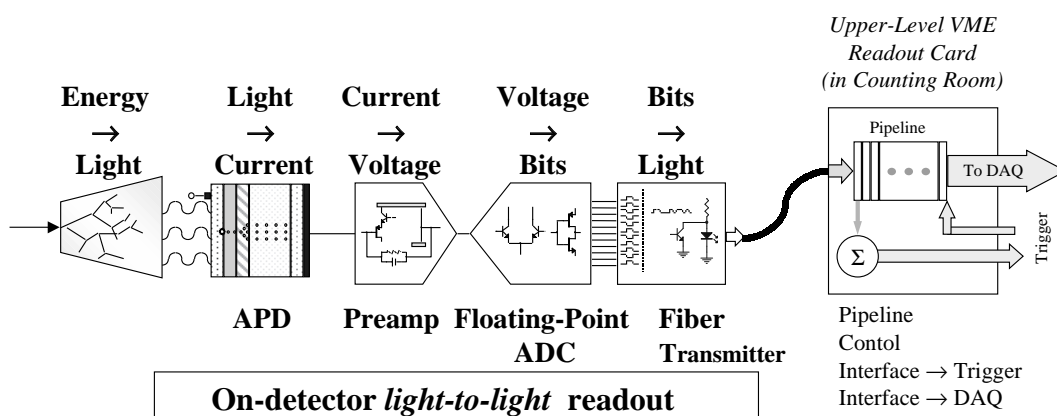 Upper-Level VME
Readout Card
(in Counting Room)
Energy
→
Light
Light
→
Current
Current
→
Voltage
Voltage
→
Bits
Bits
→
Light
Pipeline
To DAQ
Trigger
Σ
APD
Preamp
Floating-Point
ADC
Fiber
Transmitter
Pipeline
Contol
Interface → Trigger
Interface → DAQ
On-detector light-to-light readout